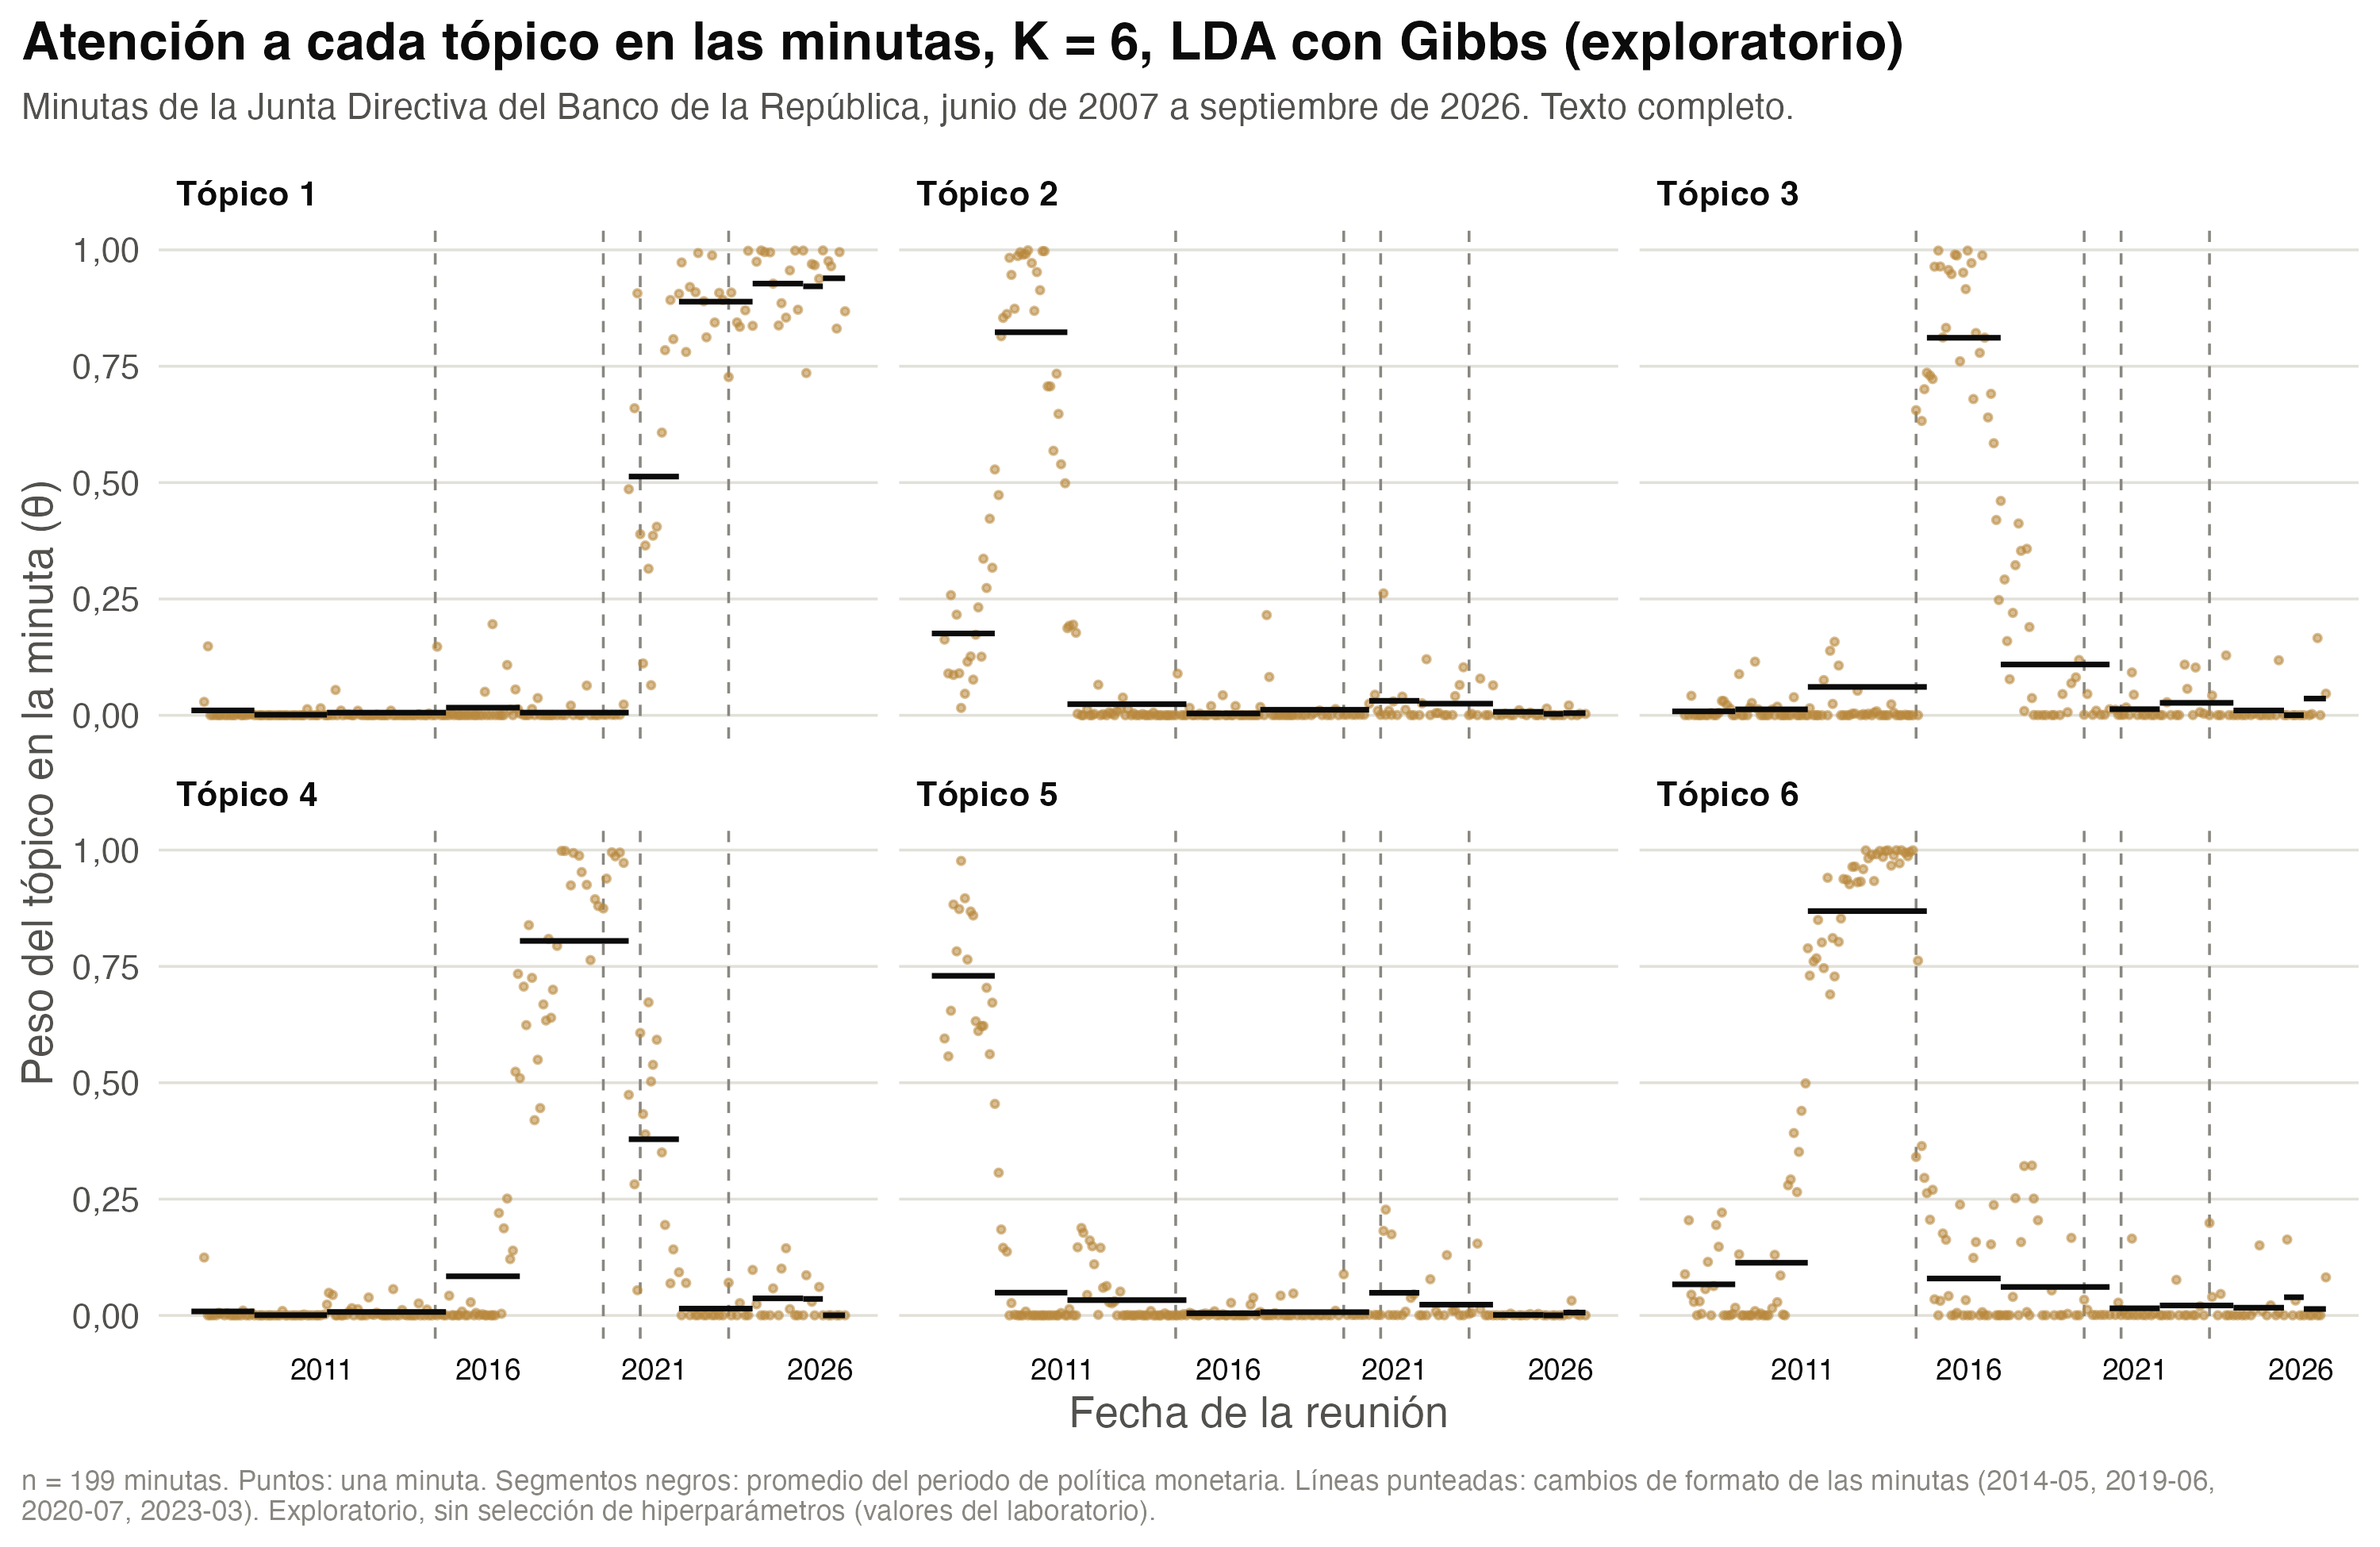 Atención a cada tópico en las minutas, K = 6, LDA con Gibbs (exploratorio)
Minutas de la Junta Directiva del Banco de la República, junio de 2007 a septiembre de 2026. Texto completo.
Tópico 1
Tópico 2
Tópico 3
1,00
0,75
0,50
0,25
0,00
Peso del tópico en la minuta (θ)
Tópico 4
Tópico 5
Tópico 6
1,00
0,75
0,50
0,25
0,00
2011 2016 2021 2026
2011 2016 2021 2026
2011 2016 2021 2026
Fecha de la reunión
n = 199 minutas. Puntos: una minuta. Segmentos negros: promedio del periodo de política monetaria. Líneas punteadas: cambios de formato de las minutas (2014-05, 2019-06,
2020-07, 2023-03). Exploratorio, sin selección de hiperparámetros (valores del laboratorio).